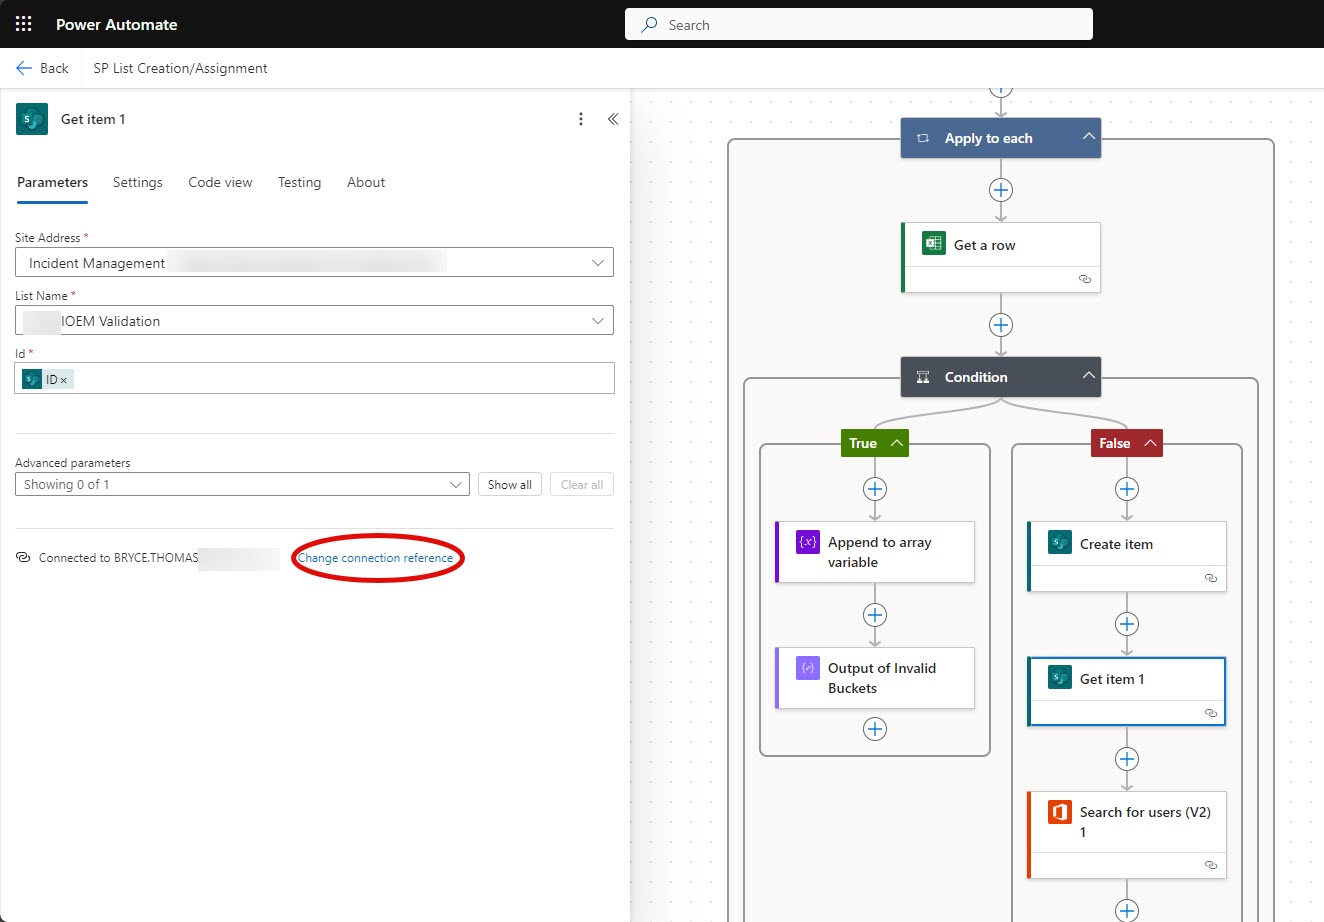 Power Automate
Search
Back
SP List Creation/Assignment
Get item 1
Parameters
Settings
Code view
Testing
About
Site Address *
Incident Management
List Name *
IOEM Validation
Id *
ID ×
Advanced parameters
Showing 0 of 1
Show all
Clear all
Connected to BRYCE.THOMAS
Change connection reference
Apply to each
Get a row
Condition
True
Append to array
variable
Output of Invalid
Buckets
False
Create item
Get item 1
Search for users (V2)
1